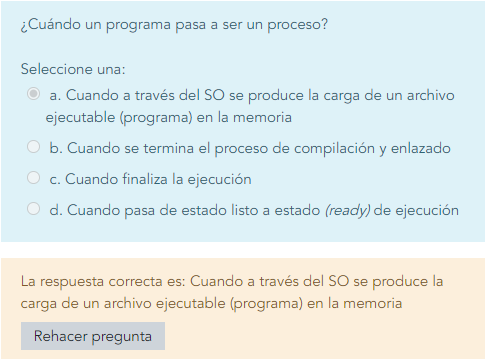 ¿Cuándo un programa pasa a ser un proceso?
Seleccione una:
a. Cuando a través del SO se produce la carga de un archivo
ejecutable (programa) en la memoria
b. Cuando se termina el proceso de compilación y enlazado
c. Cuando finaliza la ejecución
d. Cuando pasa de estado listo a estado (ready) de ejecución
La respuesta correcta es: Cuando a través del SO se produce la
carga de un archivo ejecutable (programa) en la memoria
Rehacer pregunta